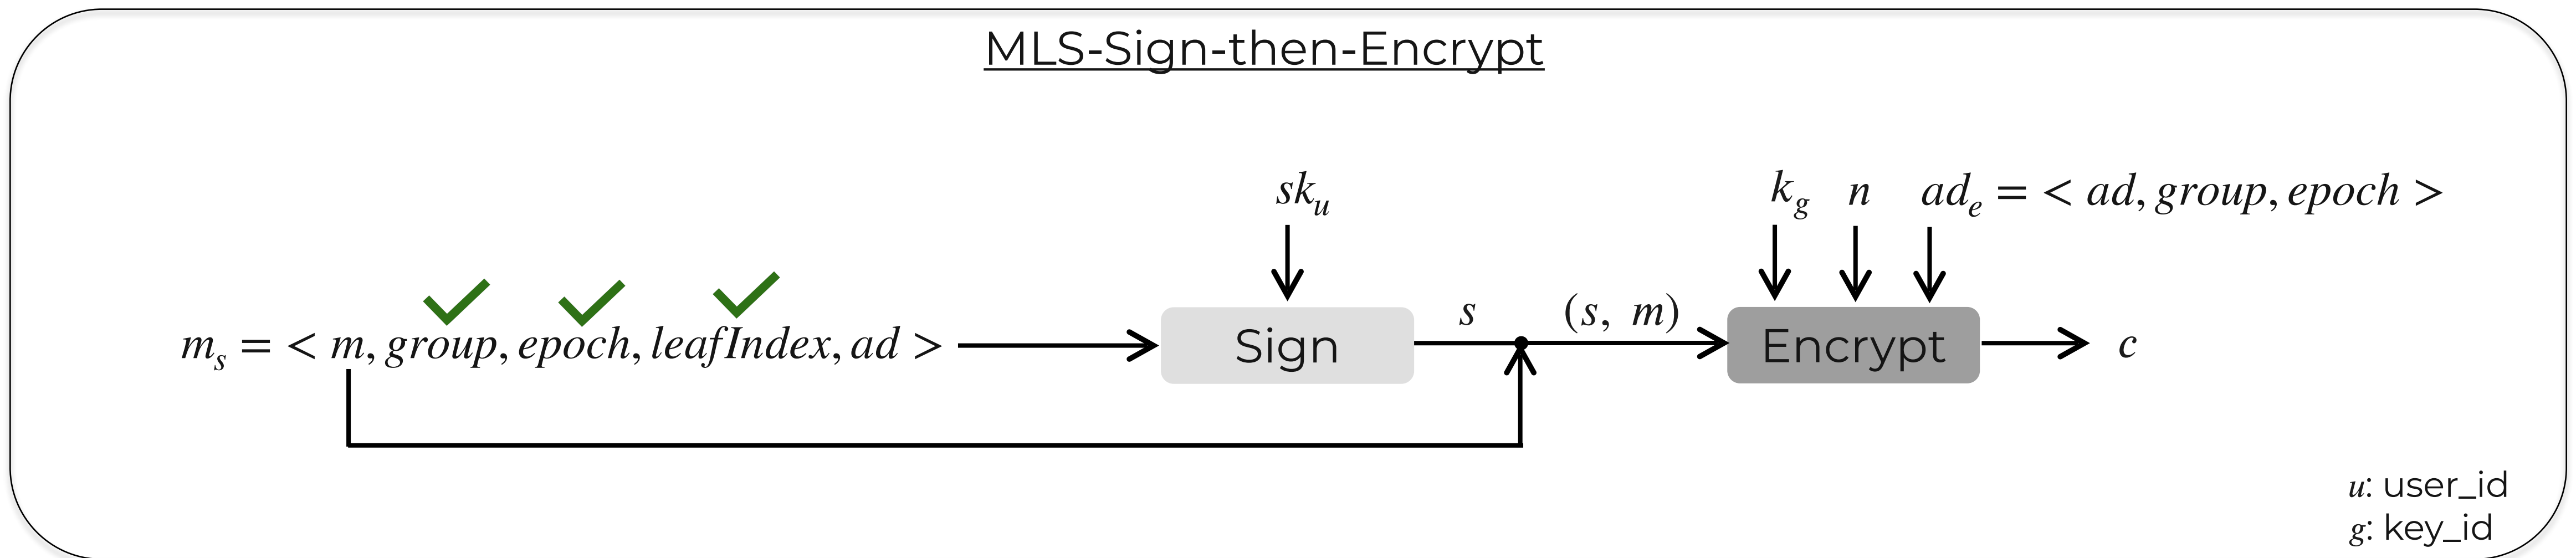 MLS-Sign-then-Encrypt
sk_u
k_g n ad_e = < ad, group, epoch >
m_s = < m, group, epoch, leafIndex, ad > Sign s (s, m) Encrypt c
u: user_id
g: key_id